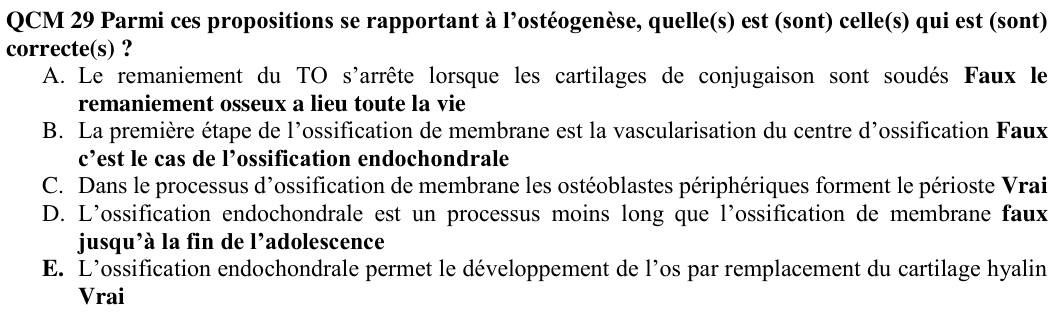 QCM 29 Parmi ces propositions se rapportant à l’ostéogenèse, quelle(s) est (sont) celle(s) qui est (sont)
correcte(s) ?
A. Le remaniement du TO s’arrête lorsque les cartilages de conjugaison sont soudés Faux le
remaniement osseux a lieu toute la vie
B. La première étape de l’ossification de membrane est la vascularisation du centre d’ossification Faux
c’est le cas de l’ossification endochondrale
C. Dans le processus d’ossification de membrane les ostéoblastes périphériques forment le périoste Vrai
D. L’ossification endochondrale est un processus moins long que l’ossification de membrane faux
jusqu’à la fin de l’adolescence
E. L’ossification endochondrale permet le développement de l’os par remplacement du cartilage hyalin
Vrai